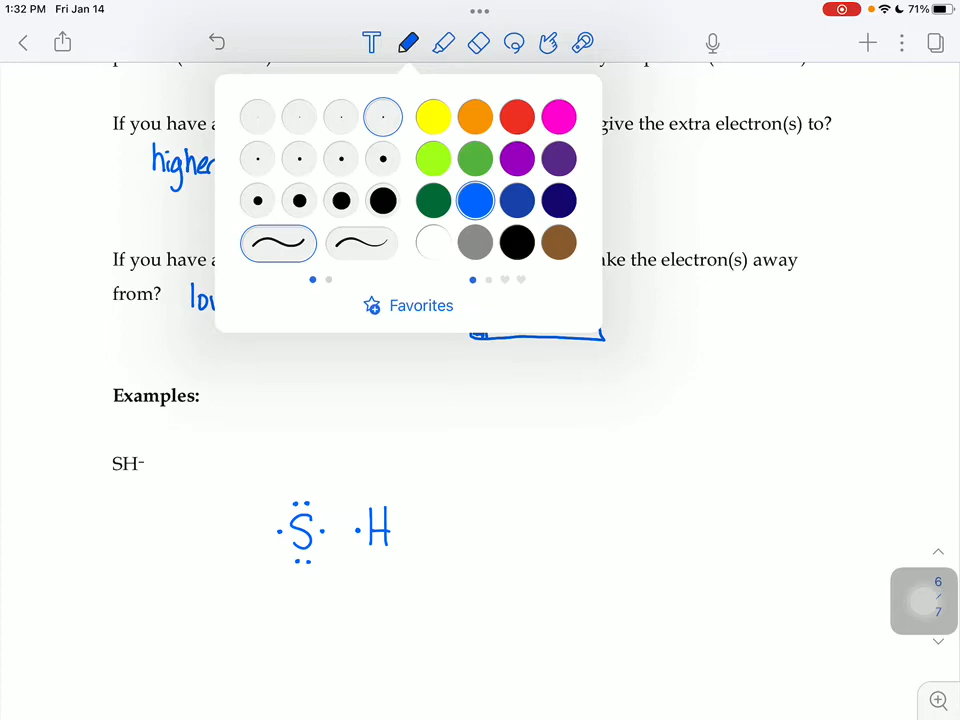 1:32 PM Fri Jan 14
71%
T
If you have a give the extra electron(s) to?
higher
If you have a ake the electron(s) away
from? low
Favorites
Examples:
SH-
·S· ·H
6
/
7